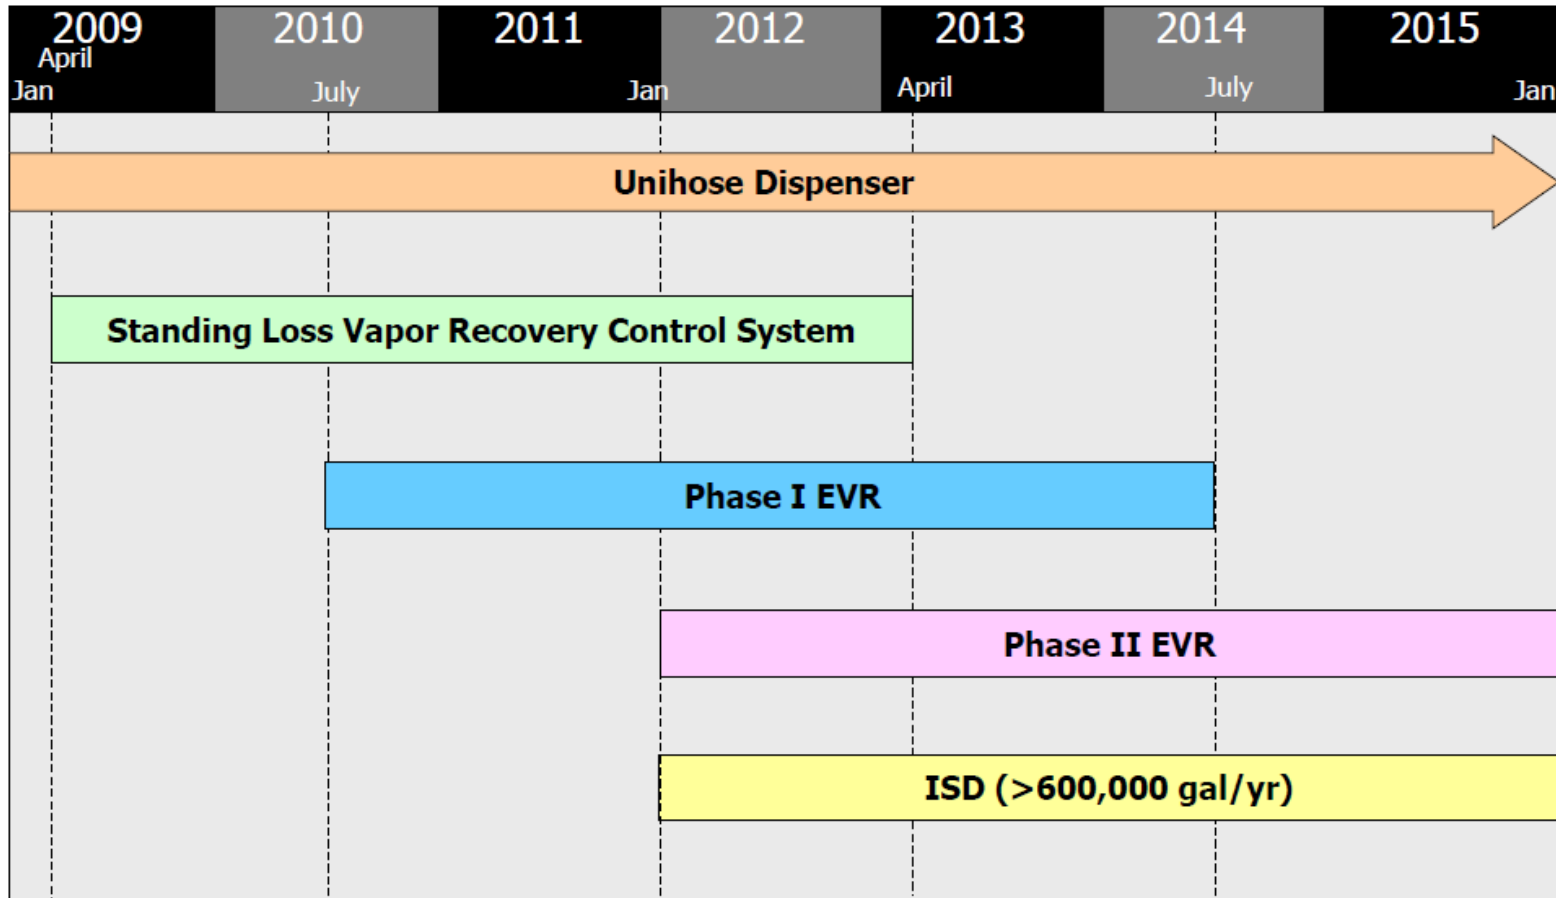 2009 2010 2011 2012 2013 2014 2015
April
Jan July Jan April July Jan
Unihose Dispenser
Standing Loss Vapor Recovery Control System
Phase I EVR
Phase II EVR
ISD (>600,000 gal/yr)